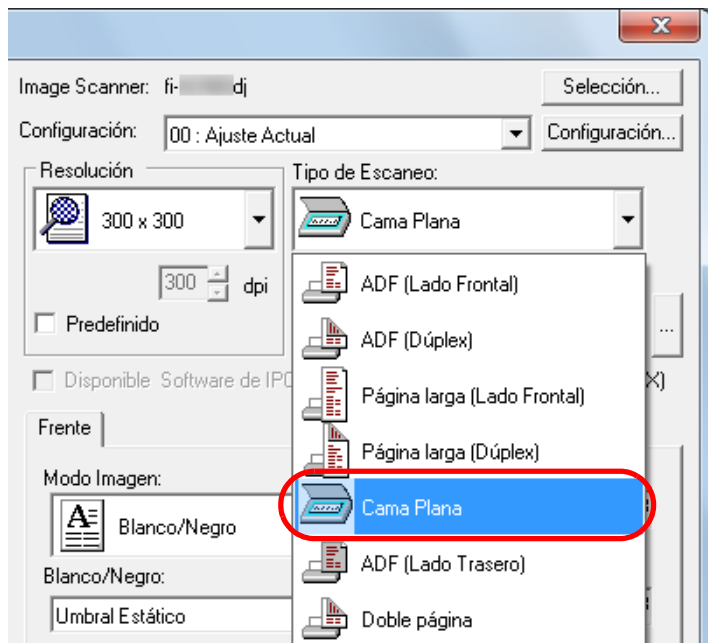 Image Scanner: fi- dj Selección...
Configuración: 00 : Ajuste Actual Configuración...
Resolución Tipo de Escaneo:
300 x 300 Cama Plana
300 dpi
ADF (Lado Frontal)
Predefinido
ADF (Dúplex) ...
Disponible Software de IPC X)
Página larga (Lado Frontal)
Frente
Página larga (Dúplex)
Modo Imagen:
Blanco/Negro
Cama Plana
Blanco/Negro:
ADF (Lado Trasero)
Umbral Estático
Doble página